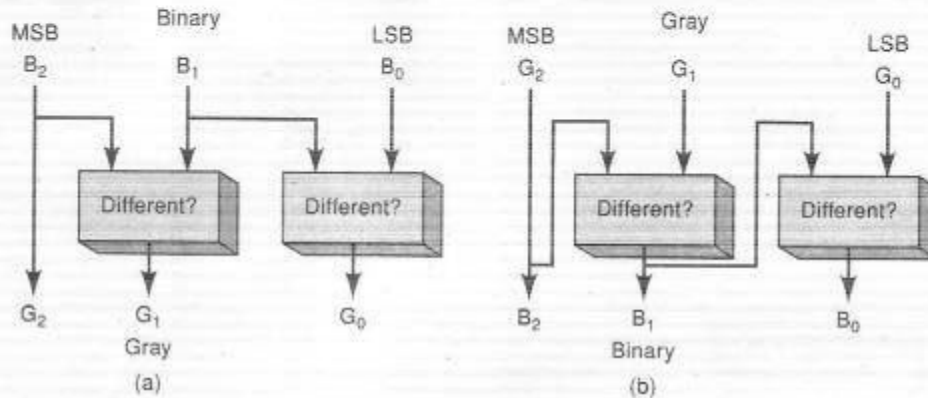 Binary
MSB
LSB
B₂
B₁
B₀
Different?
Different?
G₂
G₁
G₀
Gray
(a)
Gray
MSB
LSB
G₂
G₁
G₀
Different?
Different?
B₂
B₁
B₀
Binary
(b)